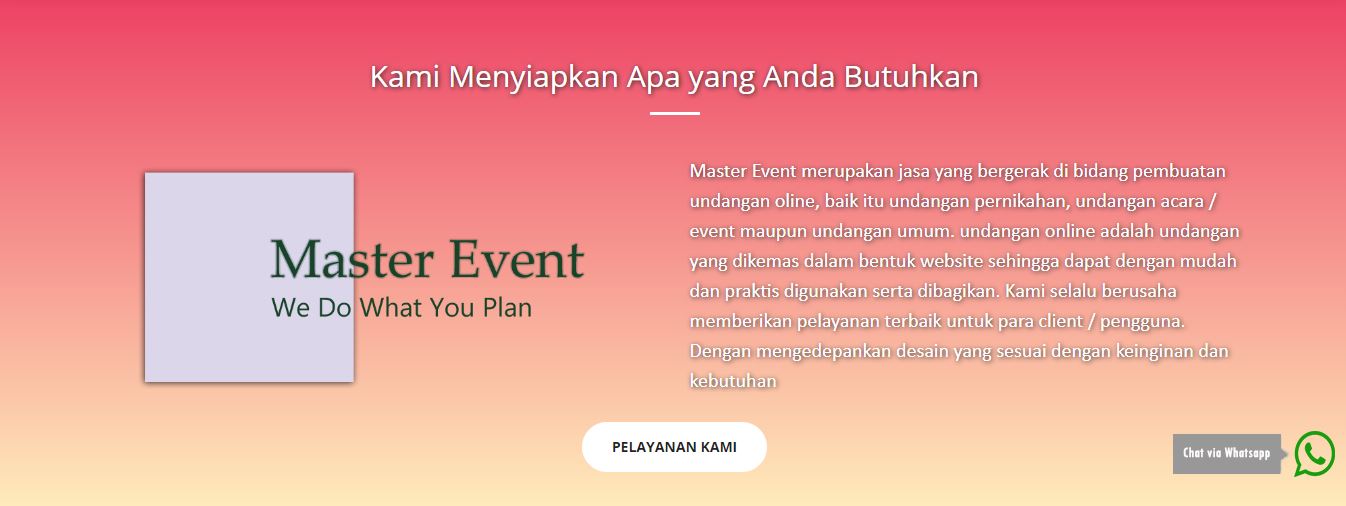 Kami Menyiapkan Apa yang Anda Butuhkan
Master Event
We Do What You Plan
Master Event merupakan jasa yang bergerak di bidang pembuatan
undangan oline, baik itu undangan pernikahan, undangan acara /
event maupun undangan umum. undangan online adalah undangan
yang dikemas dalam bentuk website sehingga dapat dengan mudah
dan praktis digunakan serta dibagikan. Kami selalu berusaha
memberikan pelayanan terbaik untuk para client / pengguna.
Dengan mengedepankan desain yang sesuai dengan keinginan dan
kebutuhan
PELAYANAN KAMI
Chat via Whatsapp